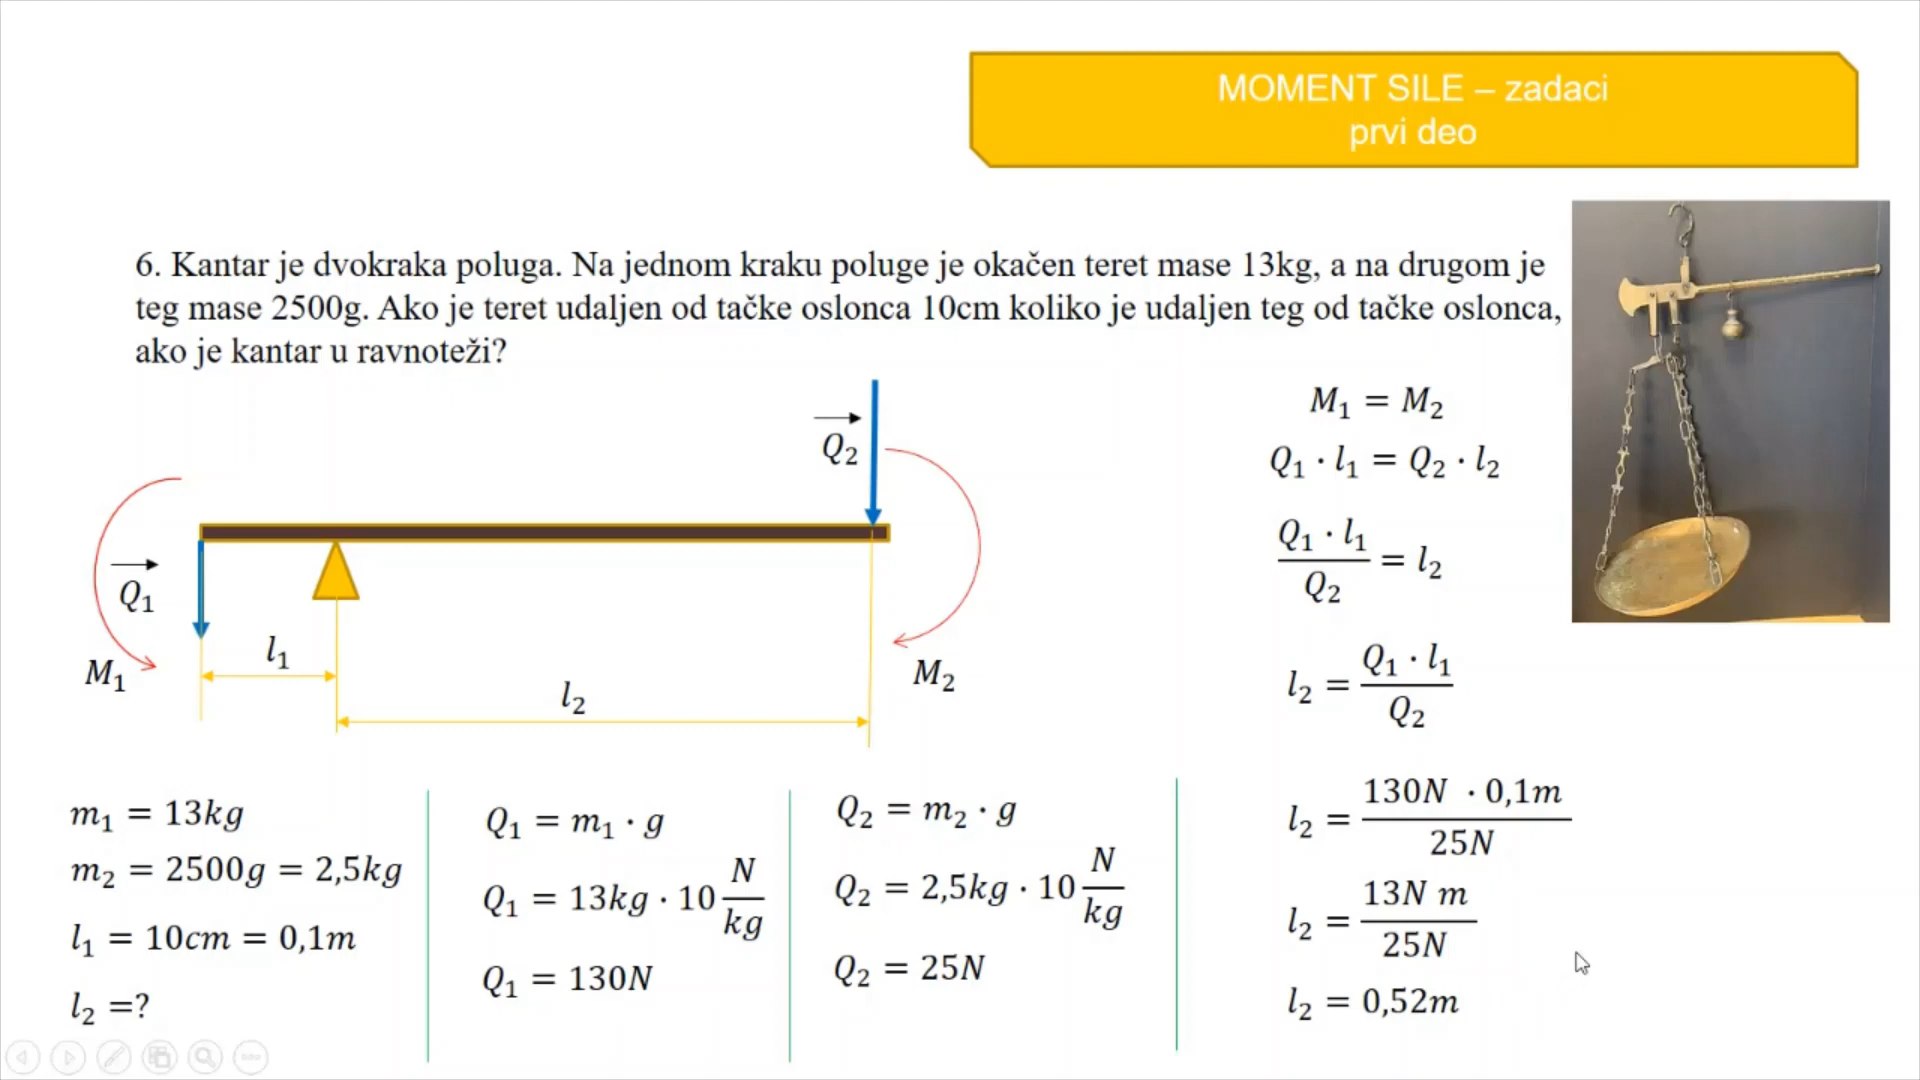 MOMENT SILE – zadaci
prvi deo
6. Kantar je dvokraka poluga. Na jednom kraku poluge je okačen teret mase 13kg, a na drugom je
teg mase 2500g. Ako je teret udaljen od tačke oslonca 10cm koliko je udaljen teg od tačke oslonca,
ako je kantar u ravnoteži?
Q₂
Q₁
M₁
l₁
l₂
M₂
M₁ = M₂
Q₁ · l₁ = Q₂ · l₂
Q₁ · l₁ / Q₂ = l₂
l₂ = Q₁ · l₁ / Q₂
m₁ = 13kg
m₂ = 2500g = 2,5kg
l₁ = 10cm = 0,1m
l₂ =?
Q₁ = m₁ · g
Q₁ = 13kg · 10 N/kg
Q₁ = 130N
Q₂ = m₂ · g
Q₂ = 2,5kg · 10 N/kg
Q₂ = 25N
l₂ = 130N · 0,1m / 25N
l₂ = 13N m / 25N
l₂ = 0,52m